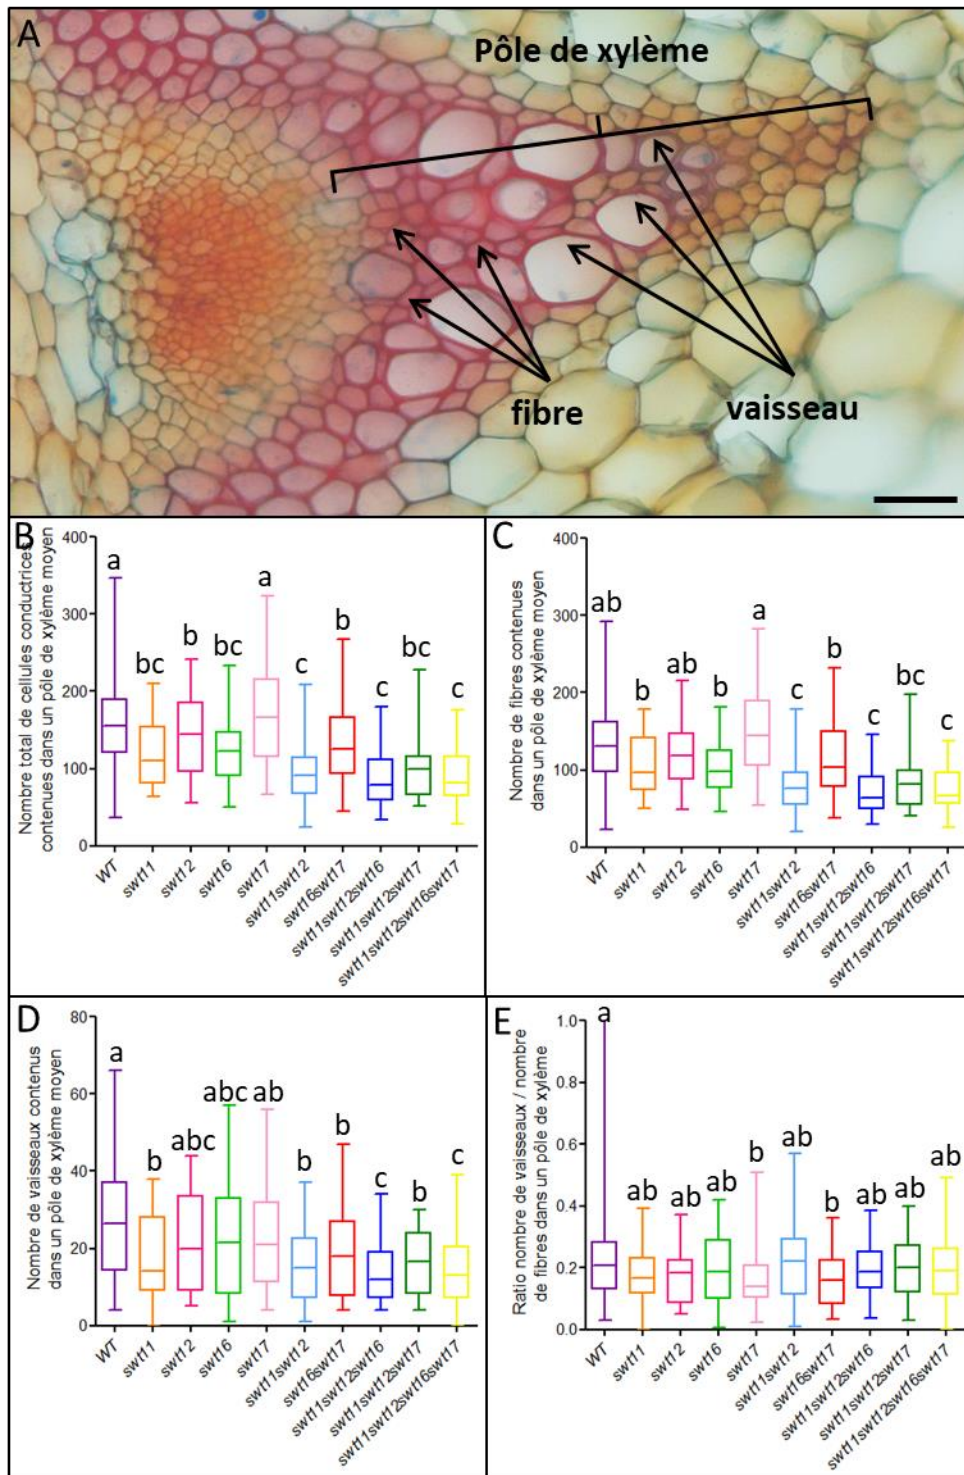 A
Pôle de xylème
fibre
vaisseau
B
Nombre total de cellules conductrices
contenues dans un pôle de xylème moyen
400
300
200
100
0
a
bc
b
bc
a
c
b
c
bc
c
WT
swt11
swt12
swt16
swt17
swt11swt12
swt16swt17
swt11swt12swt16
swt11swt12swt17
swt11swt12swt16swt17
C
Nombre de fibres contenues
dans un pôle de xylème moyen
400
300
200
100
0
ab
b
ab
b
a
c
b
c
bc
c
WT
swt11
swt12
swt16
swt17
swt11swt12
swt16swt17
swt11swt12swt16
swt11swt12swt17
swt11swt12swt16swt17
D
Nombre de vaisseaux contenus
dans un pôle de xylème moyen
80
60
40
20
0
a
b
abc
abc
ab
b
b
c
b
c
WT
swt11
swt12
swt16
swt17
swt11swt12
swt16swt17
swt11swt12swt16
swt11swt12swt17
swt11swt12swt16swt17
E
Ratio nombre de vaisseaux / nombre
de fibres dans un pôle de xylème
1.0
0.8
0.6
0.4
0.2
0.0
a
ab
ab
ab
b
ab
b
ab
ab
ab
WT
swt11
swt12
swt16
swt17
swt11swt12
swt16swt17
swt11swt12swt16
swt11swt12swt17
swt11swt12swt16swt17